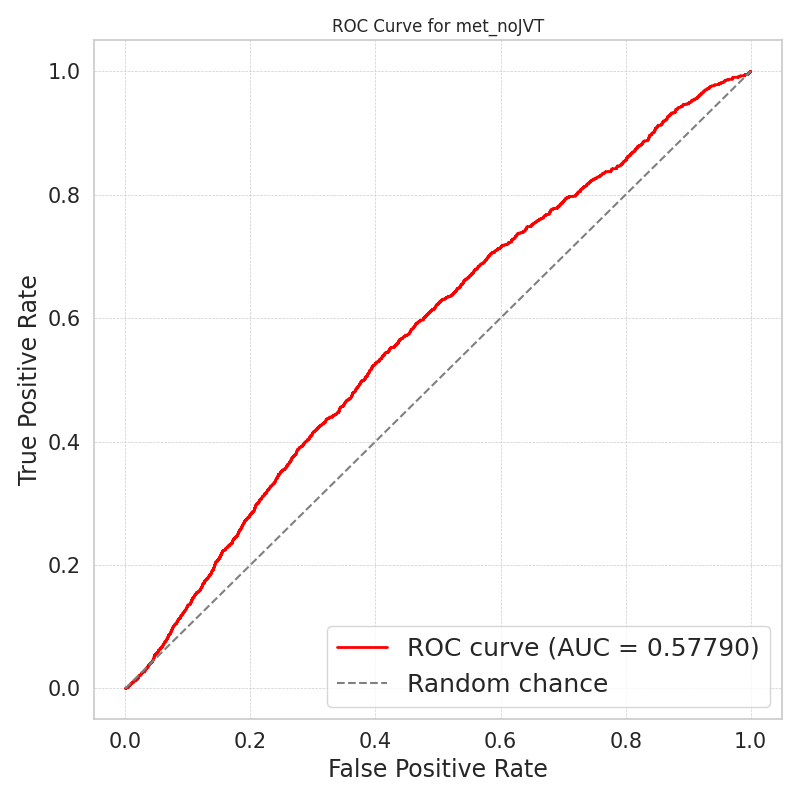 ROC Curve for met_noJVT
True Positive Rate
1.0
0.8
0.6
0.4
0.2
0.0
ROC curve (AUC = 0.57790)
Random chance
0.0 0.2 0.4 0.6 0.8 1.0
False Positive Rate